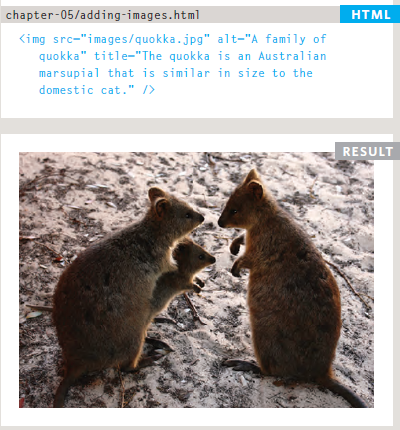 chapter-05/adding-images.html HTML
<img src="images/quokka.jpg" alt="A family of
quokka" title="The quokka is an Australian
marsupial that is similar in size to the
domestic cat." />
RESULT